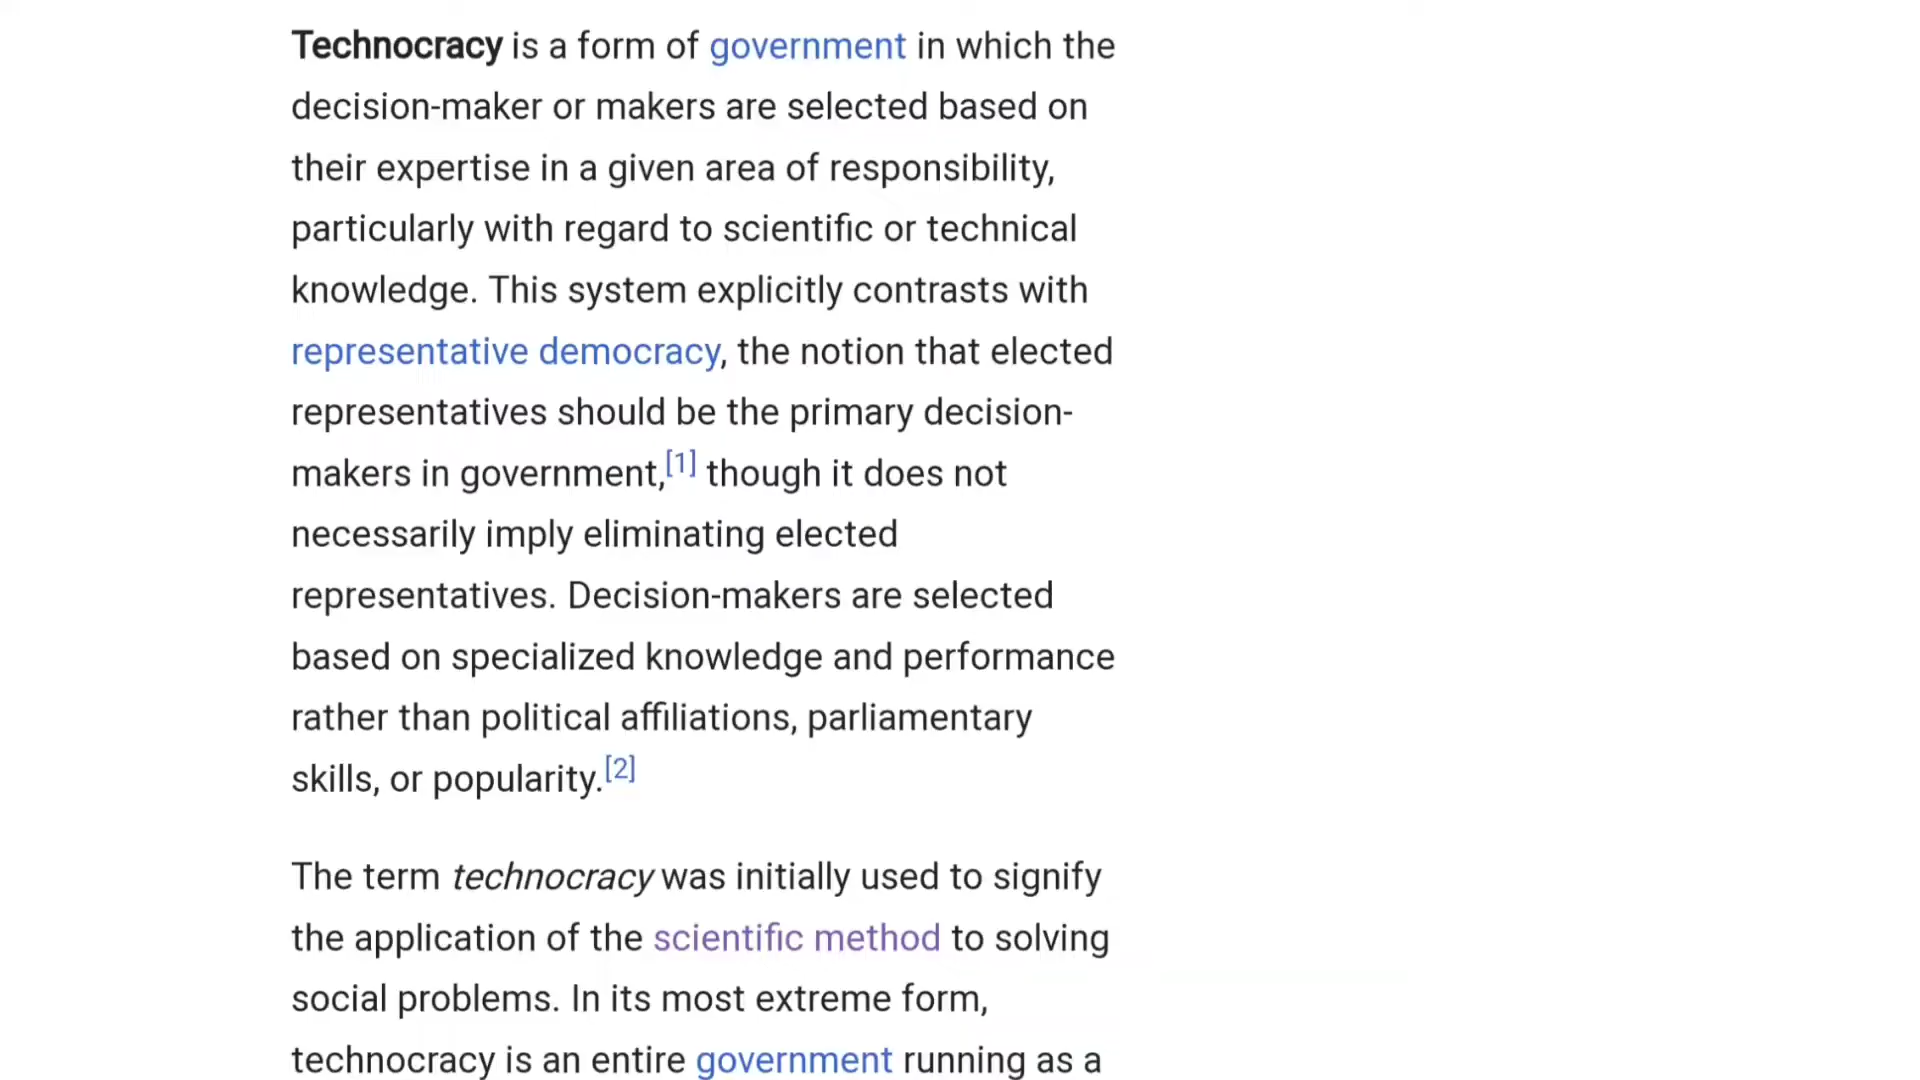 Technocracy is a form of government in which the
decision-maker or makers are selected based on
their expertise in a given area of responsibility,
particularly with regard to scientific or technical
knowledge. This system explicitly contrasts with
representative democracy, the notion that elected
representatives should be the primary decision-
makers in government,[1] though it does not
necessarily imply eliminating elected
representatives. Decision-makers are selected
based on specialized knowledge and performance
rather than political affiliations, parliamentary
skills, or popularity.[2]
The term technocracy was initially used to signify
the application of the scientific method to solving
social problems. In its most extreme form,
technocracy is an entire government running as a